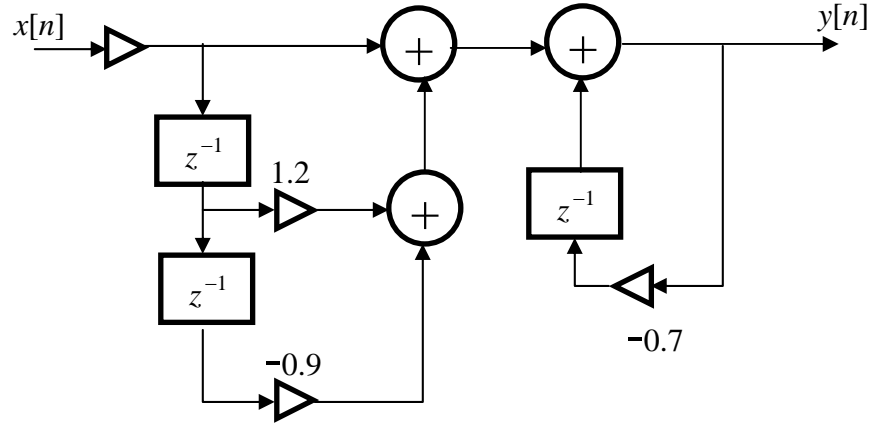 x[n]
y[n]
+
+
z⁻¹
1.2
+
z⁻¹
z⁻¹
−0.9
−0.7